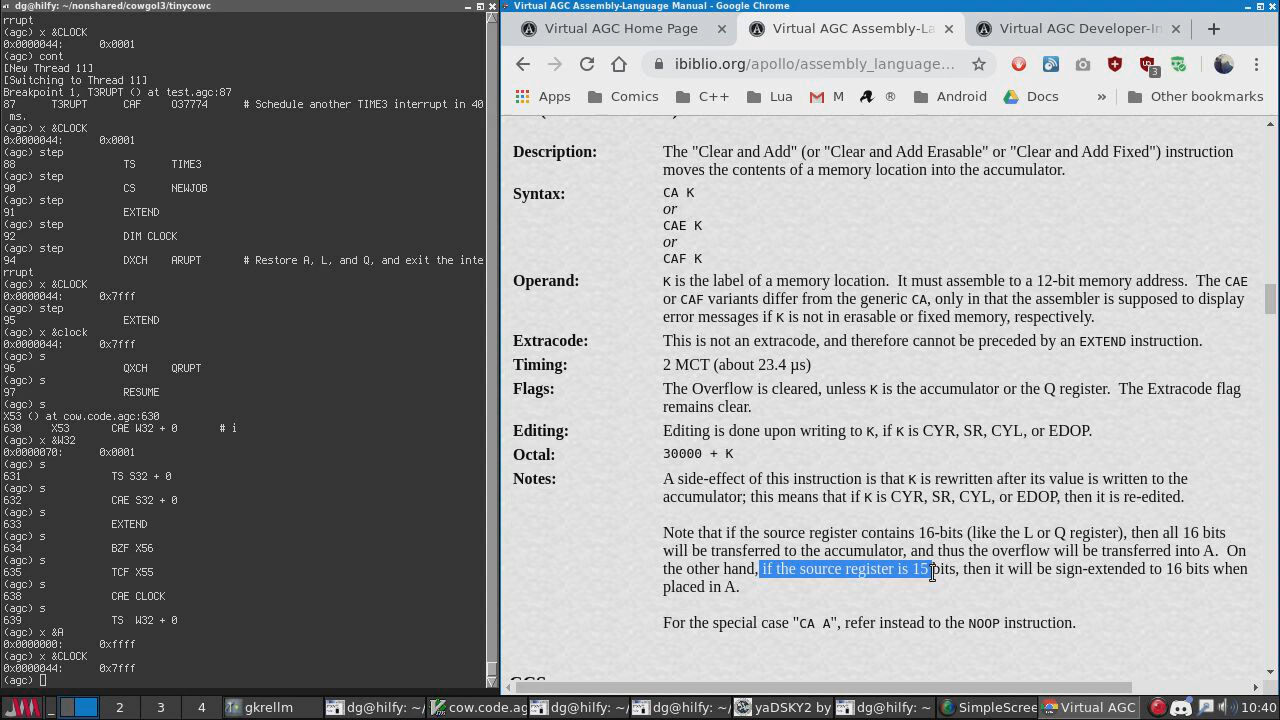 dg@hilfy: ~/nonshared/cowgol3/tinycowc
rrupt
(agc) x &CLOCK
0x0000044:      0x0001
(agc) cont
[New Thread 11]
[Switching to Thread 11]
Breakpoint 1, T3RUPT () at test.agc:87
87      T3RUPT  CAF     O37774      # Schedule another TIME3 interrupt in 40
 ms.
(agc) x &CLOCK
0x0000044:      0x0001
(agc) step
88              TS      TIME3
(agc) step
90              CS      NEWJOB
(agc) step
91              EXTEND
(agc) step
92              DIM CLOCK
(agc) step
94              DXCH    ARUPT       # Restore A, L, and Q, and exit the inte
rrupt
(agc) x &CLOCK
0x0000044:      0x7fff
(agc) step
95              EXTEND
(agc) x &clock
0x0000044:      0x7fff
(agc) s
96              QXCH    QRUPT
(agc) s
97              RESUME
(agc) s
X53 () at cow.code.agc:630
630     X53     CAE W32 + 0     # i
(agc) x &W32
0x0000070:      0x0001
(agc) s
631             TS S32 + 0
(agc) s
632             CAE S32 + 0
(agc) s
633             EXTEND
(agc) s
634             BZF X56
(agc) s
635             TCF X55
(agc) s
638             CAE CLOCK
(agc) s
639             TS  W32 + 0
(agc) x &A
0x0000000:      0xffff
(agc) x &CLOCK
0x0000044:      0x7fff
(agc)
Virtual AGC Assembly-Language Manual - Google Chrome
Virtual AGC Home Page
Virtual AGC Assembly-La
Virtual AGC Developer-In
ibiblio.org/apollo/assembly_language...
3
Apps Comics C++ Lua M ® Android Docs » Other bookmarks
Description: The "Clear and Add" (or "Clear and Add Erasable" or "Clear and Add Fixed") instruction
moves the contents of a memory location into the accumulator.
Syntax: CA K
or
CAE K
or
CAF K
Operand: K is the label of a memory location.  It must assemble to a 12-bit memory address.  The CAE
or CAF variants differ from the generic CA, only in that the assembler is supposed to display
error messages if K is not in erasable or fixed memory, respectively.
Extracode: This is not an extracode, and therefore cannot be preceded by an EXTEND instruction.
Timing: 2 MCT (about 23.4 µs)
Flags: The Overflow is cleared, unless K is the accumulator or the Q register.  The Extracode flag
remains clear.
Editing: Editing is done upon writing to K, if K is CYR, SR, CYL, or EDOP.
Octal: 30000 + K
Notes: A side-effect of this instruction is that K is rewritten after its value is written to the
accumulator; this means that if K is CYR, SR, CYL, or EDOP, then it is re-edited.
Note that if the source register contains 16-bits (like the L or Q register), then all 16 bits
will be transferred to the accumulator, and thus the overflow will be transferred into A.  On
the other hand, if the source register is 15 bits, then it will be sign-extended to 16 bits when
placed in A.
For the special case "CA A", refer instead to the NOOP instruction.
2 3 4 gkrellm dg@hilfy: ~/ dg@hilfy: ~/ cow.code.ag dg@hilfy: ~/ dg@hilfy: ~/ yaDSKY2 by dg@hilfy: ~/ SimpleScree Virtual AGC 10:40